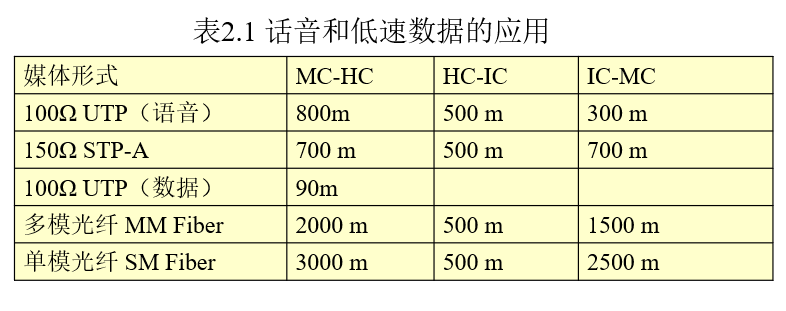 表2.1 话音和低速数据的应用
媒体形式 MC-HC HC-IC IC-MC
100Ω UTP（语音） 800m 500 m 300 m
150Ω STP-A 700 m 500 m 700 m
100Ω UTP（数据） 90m
多模光纤 MM Fiber 2000 m 500 m 1500 m
单模光纤 SM Fiber 3000 m 500 m 2500 m